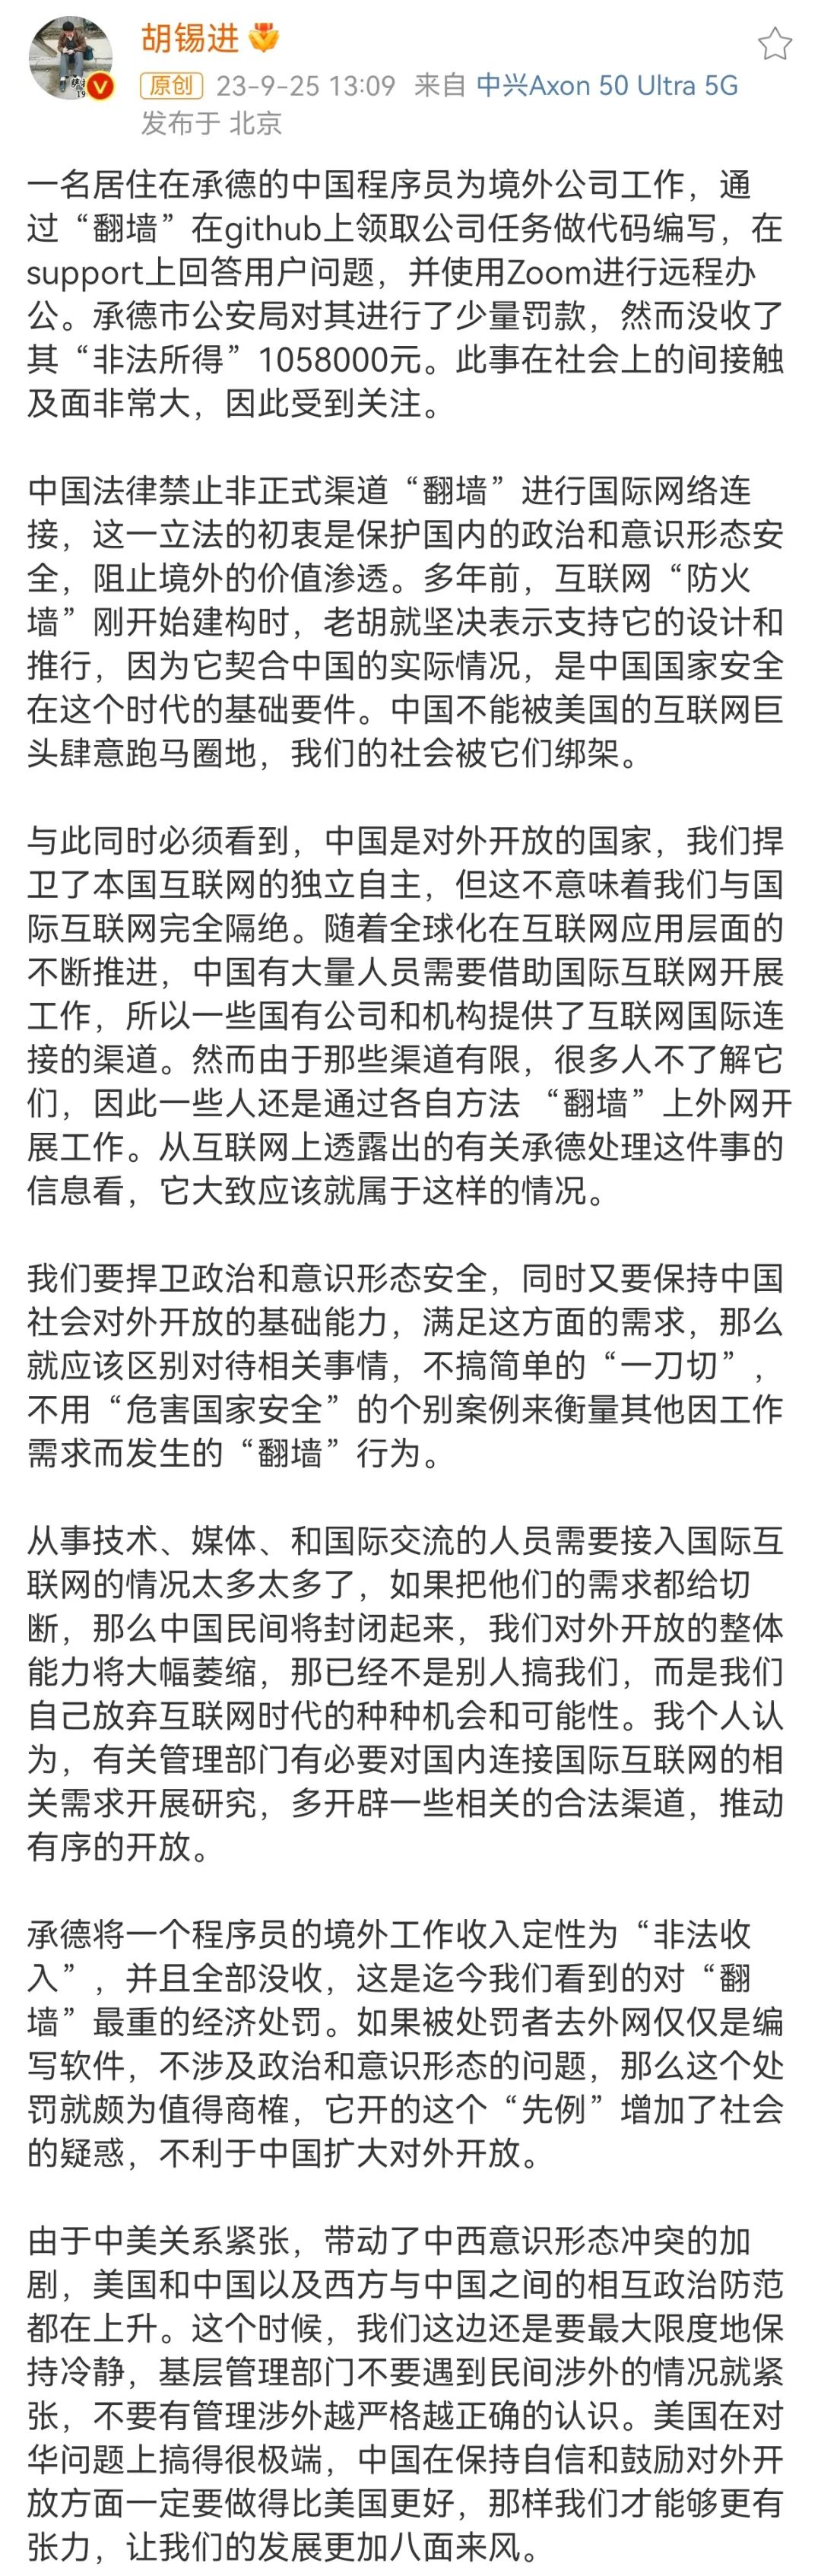 胡锡进
原创 23-9-25 13:09 来自 中兴Axon 50 Ultra 5G
发布于 北京
一名居住在承德的中国程序员为境外公司工作，通
过“翻墙”在github上领取公司任务做代码编写，在
support上回答用户问题，并使用Zoom进行远程办
公。承德市公安局对其进行了少量罚款，然而没收了
其“非法所得”1058000元。此事在社会上的间接触
及面非常大，因此受到关注。
中国法律禁止非正式渠道“翻墙”进行国际网络连
接，这一立法的初衷是保护国内的政治和意识形态安
全，阻止境外的价值渗透。多年前，互联网“防火
墙”刚开始建构时，老胡就坚决表示支持它的设计和
推行，因为它契合中国的实际情况，是中国国家安全
在这个时代的基础要件。中国不能被美国的互联网巨
头肆意跑马圈地，我们的社会被它们绑架。
与此同时必须看到，中国是对外开放的国家，我们捍
卫了本国互联网的独立自主，但这不意味着我们与国
际互联网完全隔绝。随着全球化在互联网应用层面的
不断推进，中国有大量人员需要借助国际互联网开展
工作，所以一些国有公司和机构提供了互联网国际连
接的渠道。然而由于那些渠道有限，很多人不了解它
们，因此一些人还是通过各自方法 “翻墙”上外网开
展工作。从互联网上透露出的有关承德处理这件事的
信息看，它大致应该就属于这样的情况。
我们要捍卫政治和意识形态安全，同时又要保持中国
社会对外开放的基础能力，满足这方面的需求，那么
就应该区别对待相关事情，不搞简单的“一刀切”，
不用“危害国家安全”的个别案例来衡量其他因工作
需求而发生的“翻墙”行为。
从事技术、媒体、和国际交流的人员需要接入国际互
联网的情况太多太多了，如果把他们的需求都给切
断，那么中国民间将封闭起来，我们对外开放的整体
能力将大幅萎缩，那已经不是别人搞我们，而是我们
自己放弃互联网时代的种种机会和可能性。我个人认
为，有关管理部门有必要对国内连接国际互联网的相
关需求开展研究，多开辟一些相关的合法渠道，推动
有序的开放。
承德将一个程序员的境外工作收入定性为“非法收
入”，并且全部没收，这是迄今我们看到的对“翻
墙”最重的经济处罚。如果被处罚者去外网仅仅是编
写软件，不涉及政治和意识形态的问题，那么这个处
罚就颇为值得商榷，它开的这个“先例”增加了社会
的疑惑，不利于中国扩大对外开放。
由于中美关系紧张，带动了中西意识形态冲突的加
剧，美国和中国以及西方与中国之间的相互政治防范
都在上升。这个时候，我们这边还是要最大限度地保
持冷静，基层管理部门不要遇到民间涉外的情况就紧
张，不要有管理涉外越严格越正确的认识。美国在对
华问题上搞得很极端，中国在保持自信和鼓励对外开
放方面一定要做得比美国更好，那样我们才能够更有
张力，让我们的发展更加八面来风。